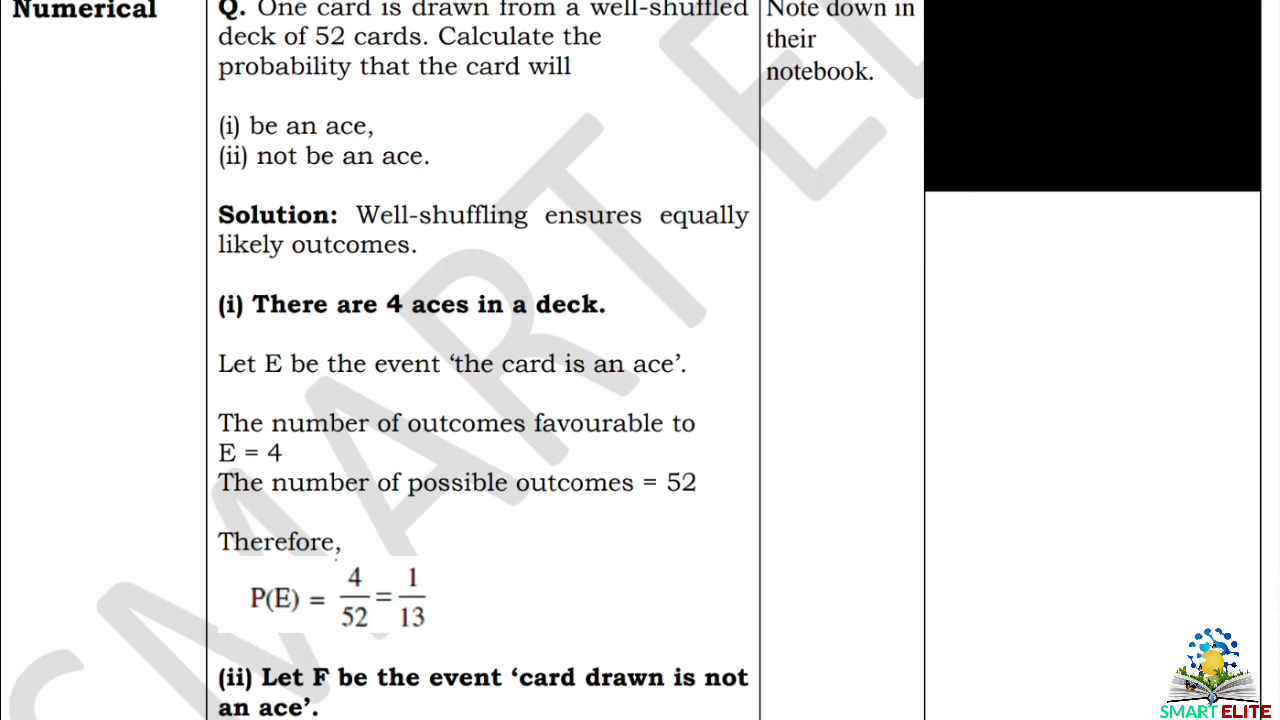 Numerical
Q. One card is drawn from a well-shuffled
deck of 52 cards. Calculate the
probability that the card will
(i) be an ace,
(ii) not be an ace.
Solution: Well-shuffling ensures equally
likely outcomes.
(i) There are 4 aces in a deck.
Let E be the event ‘the card is an ace’.
The number of outcomes favourable to
E = 4
The number of possible outcomes = 52
Therefore,
P(E) = 4/52 = 1/13
(ii) Let F be the event ‘card drawn is not
an ace’.
Note down in
their
notebook.
SMART ELITE